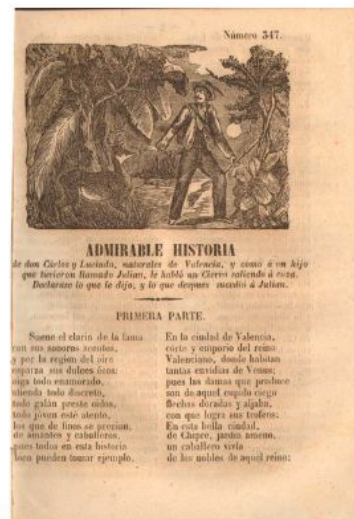 Número 347.
ADMIRABLE HISTORIA
de don Cárlos y Lucinda, naturales de Valencia, y como á un hijo
que tuvieron llamado Julian, le habló un Ciervo saliendo á caza.
Declarase lo que le dijo, y lo que despues sucedió á Julian.
PRIMERA PARTE.
Suene el clarin de la fama
con sus sonoros acentos,
y por la region del aire
esparza sus dulces écos:
oiga todo enamorado,
atienda todo discreto,
todo galán preste oidos,
todo jóven esté atento,
los que de finos se precian,
de amantes y caballeros,
pues todos en esta historia
bien pueden tomar ejemplo.
En la ciudad de Valencia,
córte y emporio del reino
Valenciano, donde habitan
tantas envidias de Venus;
pues las damas que produce
son de aquel cupido ciego
flechas doradas y aljaba,
con que logra sus trofeos:
En esta bella ciudad,
de Chipre, jardin ameno,
un caballero vivía
de los nobles de aquel reino: